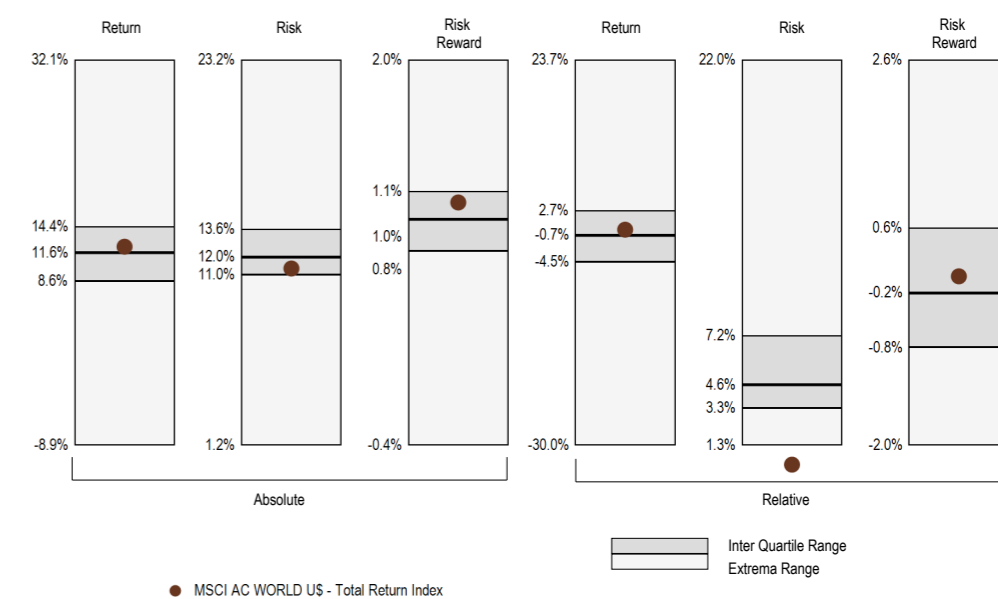 Return
Risk
Risk
Reward
Return
Risk
Risk
Reward
32.1%
14.4%
11.6%
8.6%
-8.9%
23.2%
13.6%
12.0%
11.0%
1.2%
2.0%
1.1%
1.0%
0.8%
-0.4%
23.7%
2.7%
-0.7%
-4.5%
-30.0%
22.0%
7.2%
4.6%
3.3%
1.3%
2.6%
0.6%
-0.2%
-0.8%
-2.0%
Absolute
Relative
Inter Quartile Range
Extrema Range
MSCI AC WORLD U$ - Total Return Index